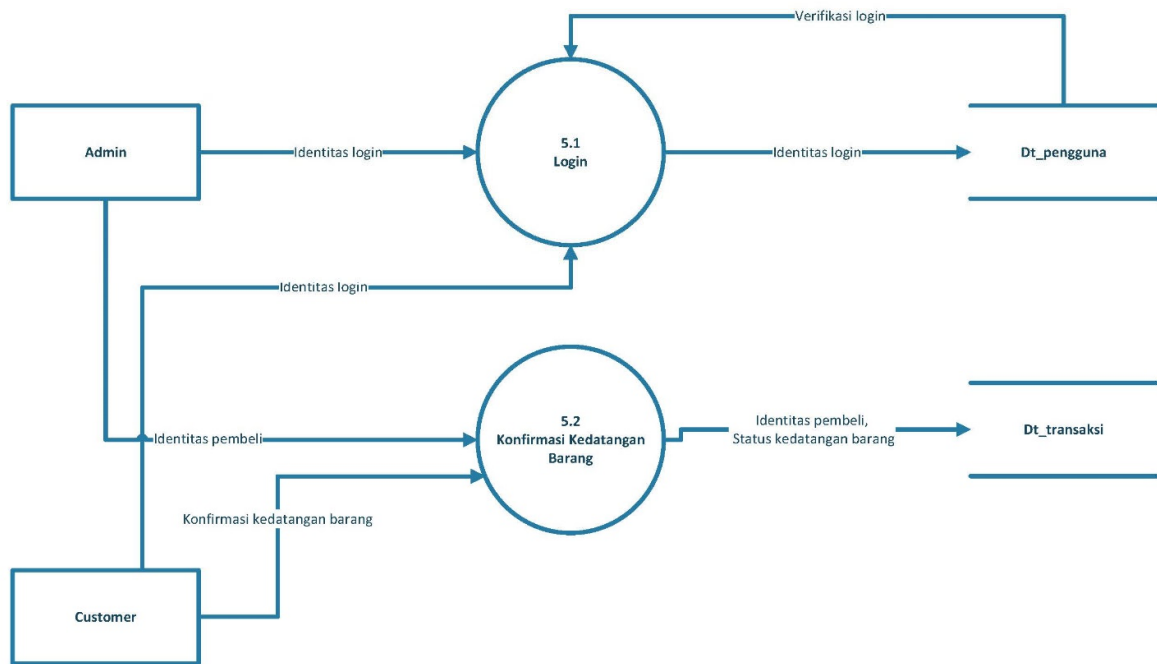 Verifikasi login
Admin
Identitas login
5.1
Login
Identitas login
Dt_pengguna
Identitas login
Identitas pembeli
5.2
Konfirmasi Kedatangan
Barang
Identitas pembeli,
Status kedatangan barang
Dt_transaksi
Konfirmasi kedatangan barang
Customer